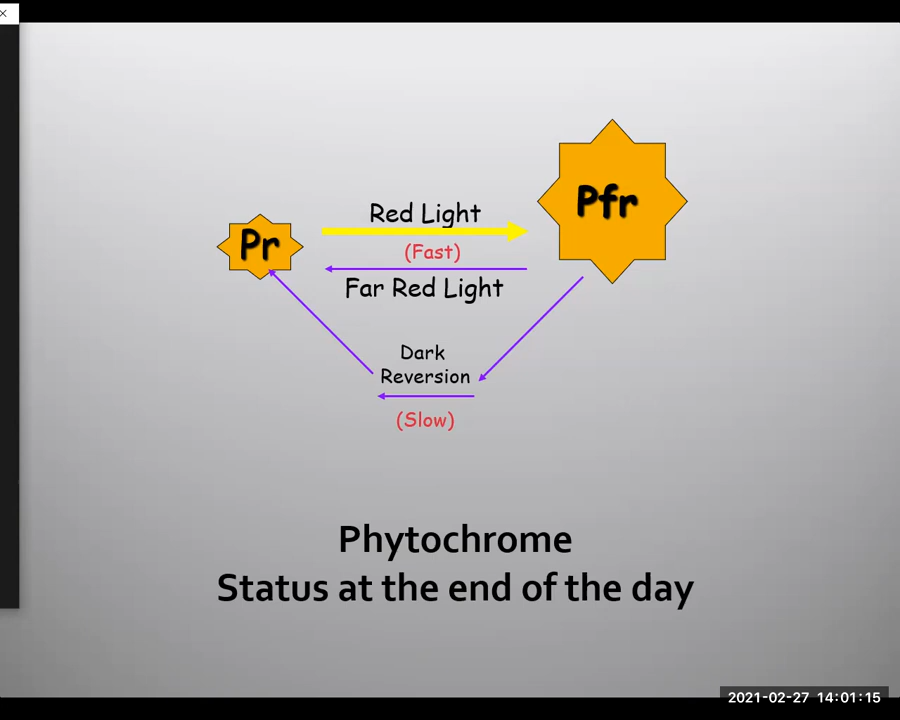 Red Light
Pfr
Pr
(Fast)
Far Red Light
Dark
Reversion
(Slow)
Phytochrome
Status at the end of the day
2021-02-27 14:01:15